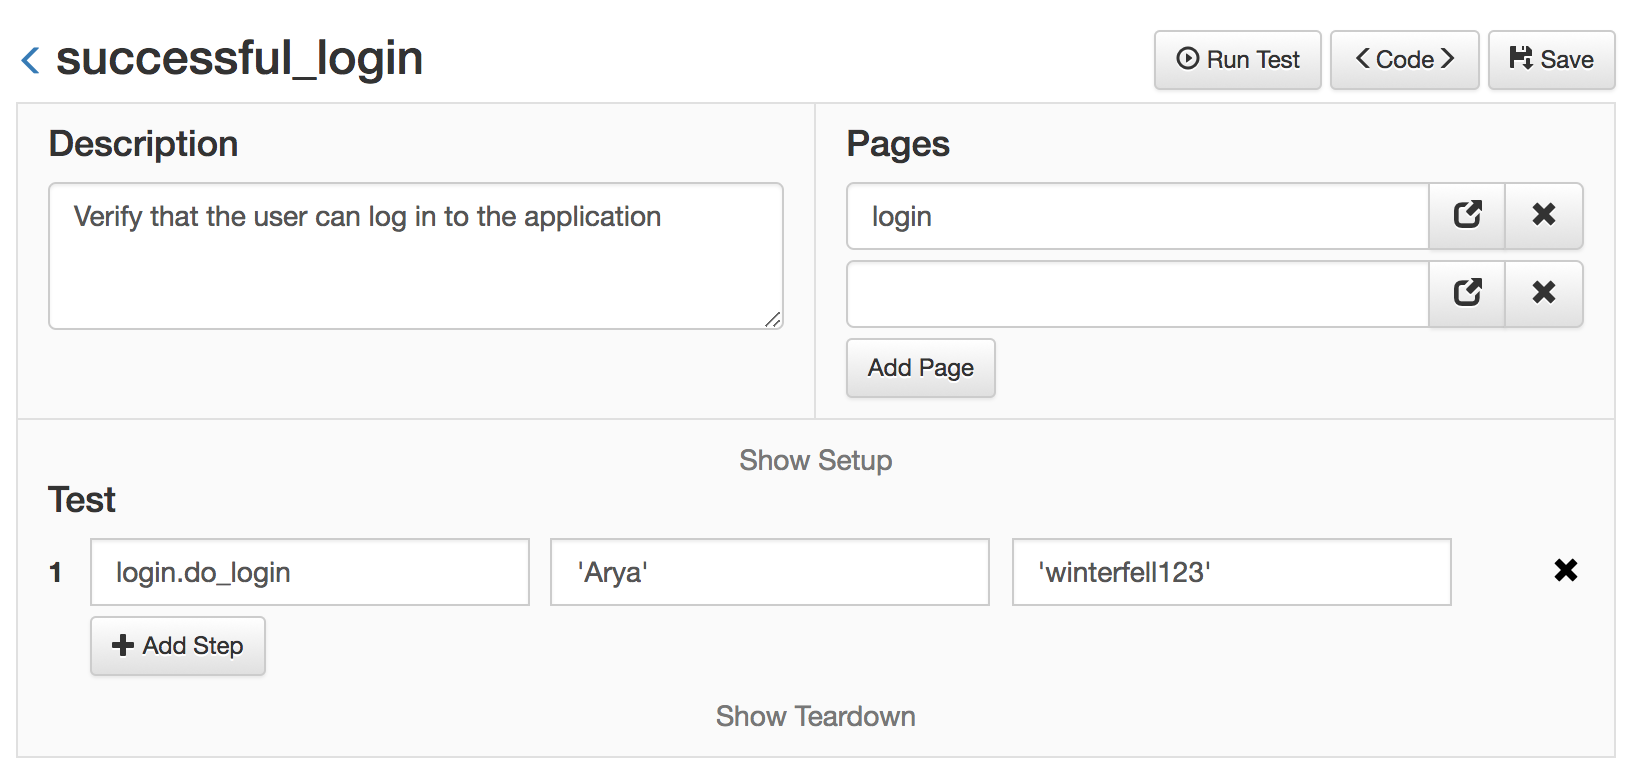 successful_login
Run Test
Code
Save
Description
Pages
Verify that the user can log in to the application
login
Add Page
Show Setup
Test
1 login.do_login 'Arya' 'winterfell123'
Add Step
Show Teardown